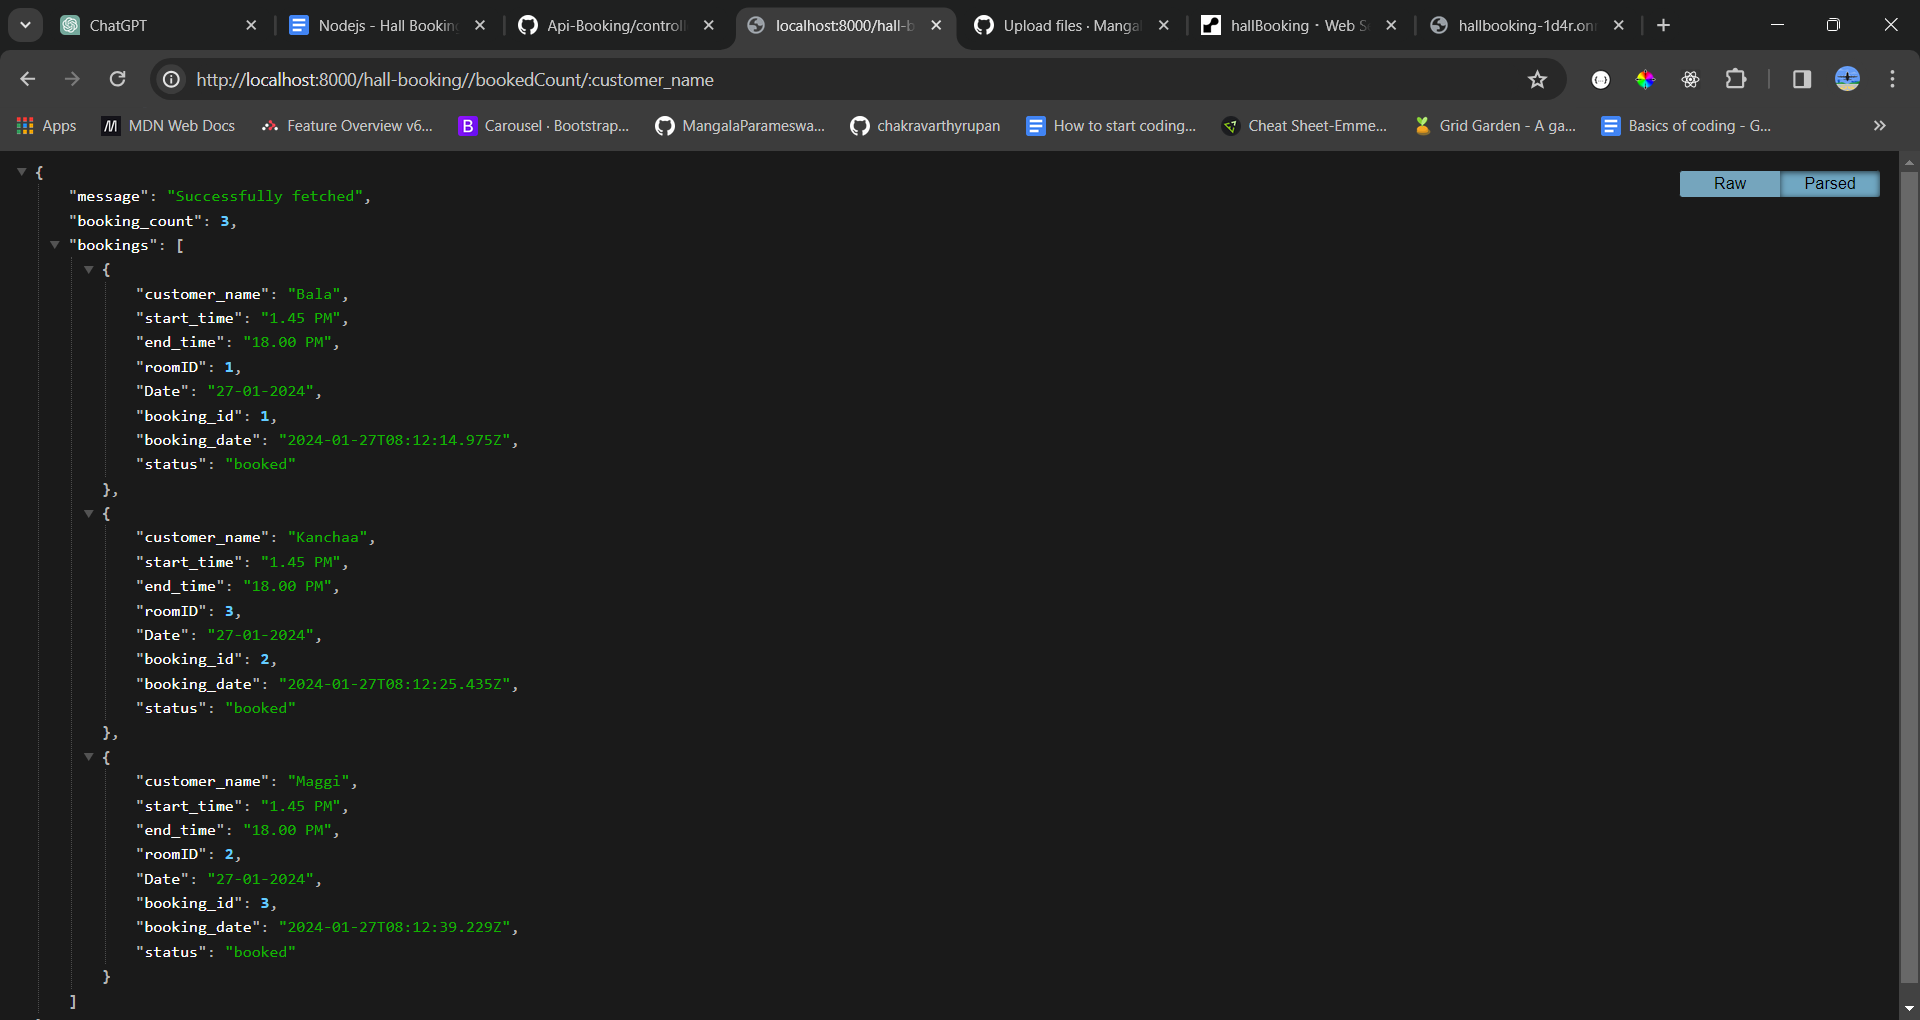 ChatGPT
Nodejs - Hall Booking
Api-Booking/controll
localhost:8000/hall-b
Upload files · Mangal
hallBooking · Web S
hallbooking-1d4r.on
http://localhost:8000/hall-booking//bookedCount/:customer_name
Apps
MDN Web Docs
Feature Overview v6...
B
Carousel · Bootstrap...
MangalaParameswa...
chakravarthyrupan
How to start coding...
Cheat Sheet-Emme...
Grid Garden - A ga...
Basics of coding - G...
»
Raw
Parsed
{
"message": "Successfully fetched",
"booking_count": 3,
"bookings": [
{
"customer_name": "Bala",
"start_time": "1.45 PM",
"end_time": "18.00 PM",
"roomID": 1,
"Date": "27-01-2024",
"booking_id": 1,
"booking_date": "2024-01-27T08:12:14.975Z",
"status": "booked"
},
{
"customer_name": "Kanchaa",
"start_time": "1.45 PM",
"end_time": "18.00 PM",
"roomID": 3,
"Date": "27-01-2024",
"booking_id": 2,
"booking_date": "2024-01-27T08:12:25.435Z",
"status": "booked"
},
{
"customer_name": "Maggi",
"start_time": "1.45 PM",
"end_time": "18.00 PM",
"roomID": 2,
"Date": "27-01-2024",
"booking_id": 3,
"booking_date": "2024-01-27T08:12:39.229Z",
"status": "booked"
}
]